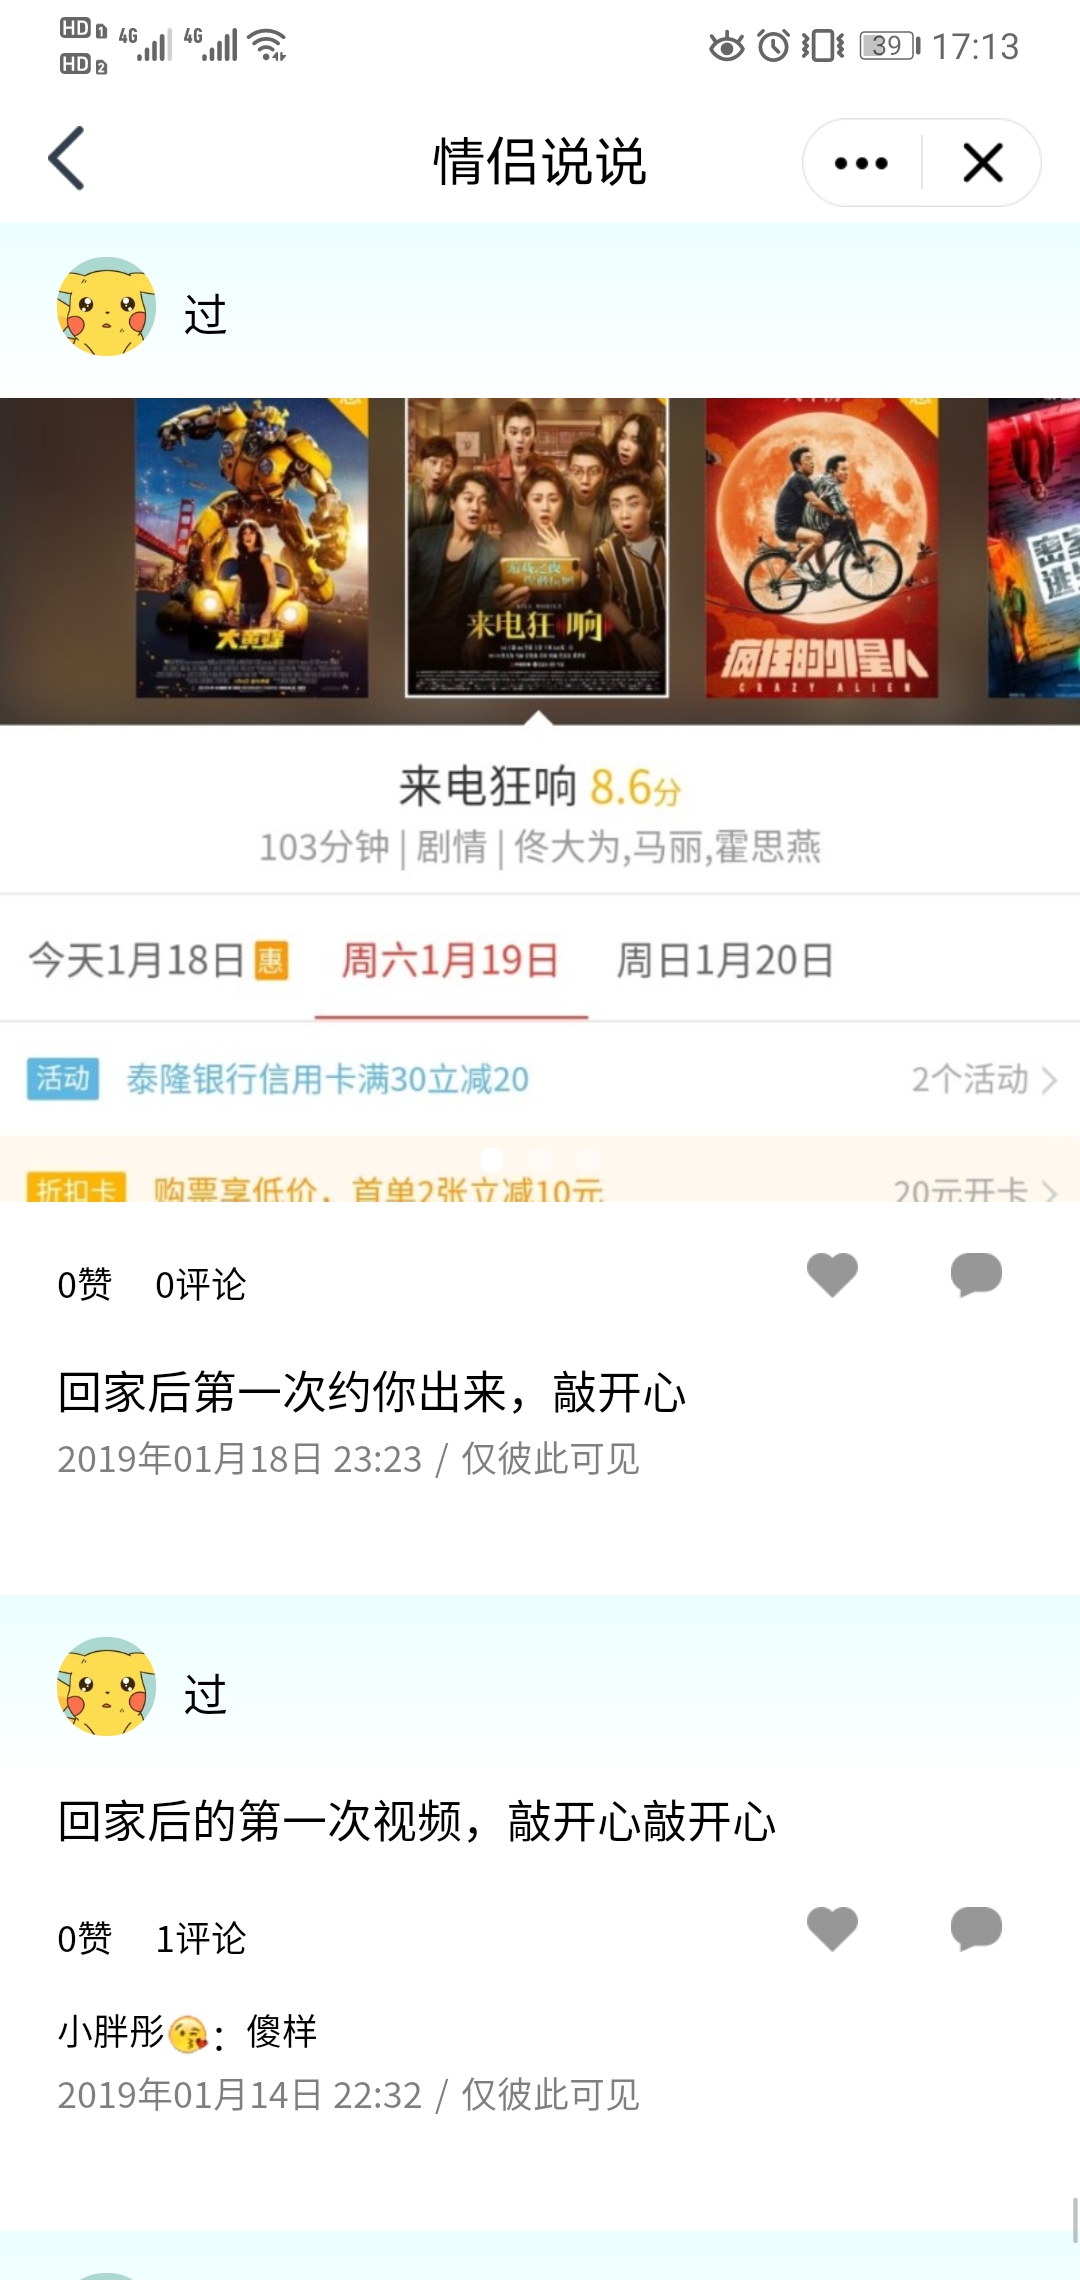 HD 1 4G 4G
HD 2
39 17:13
情侣说说
过
大黄蜂
来电狂响
KILL MOBILE
疯狂的外星人
CRAZY ALIEN
来电狂响 8.6分
103分钟 | 剧情 | 佟大为,马丽,霍思燕
今天1月18日 惠 周六1月19日 周日1月20日
活动 泰隆银行信用卡满30立减20 2个活动
折扣卡 购票享低价，首单2张立减10元 20元开卡
0赞 0评论
回家后第一次约你出来，敲开心
2019年01月18日 23:23 / 仅彼此可见
过
回家后的第一次视频，敲开心敲开心
0赞 1评论
小胖彤😘：傻样
2019年01月14日 22:32 / 仅彼此可见